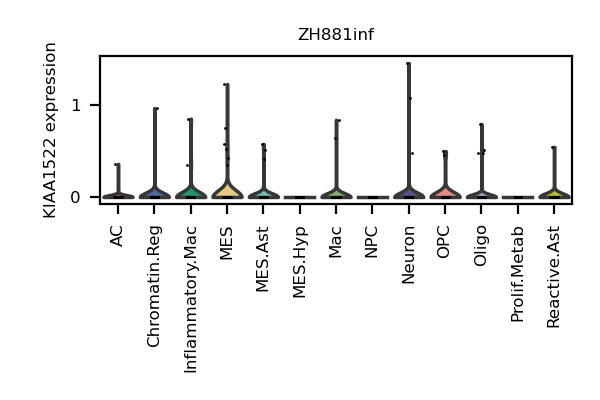 ZH881inf
KIAA1522 expression
1
0
AC
Chromatin.Reg
Inflammatory.Mac
MES
MES.Ast
MES.Hyp
Mac
NPC
Neuron
OPC
Oligo
Prolif.Metab
Reactive.Ast